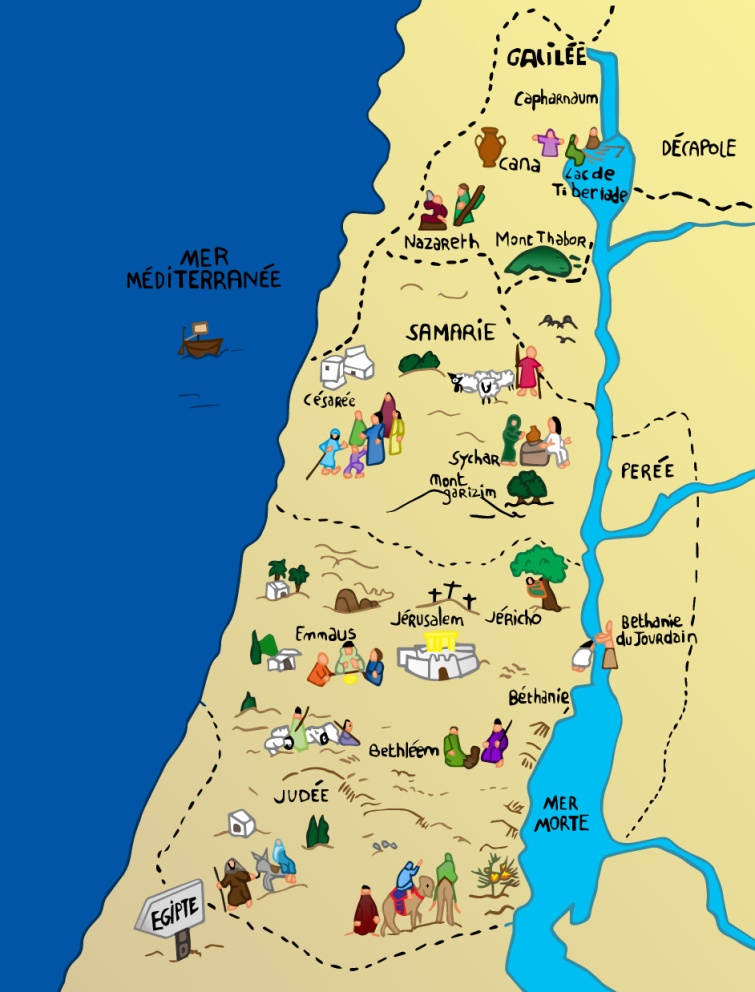 GALILÉE
Capharnaum
DÉCAPOLE
Cana
Lac de
Tiberiade
Nazareth
Mont Thabor
MER
MÉDITERRANÉE
SAMARIE
Césarée
Sychar
PERÉE
Mont
garizim
Jérusalem
Jéricho
Béthanie
du Jourdain
Emmaus
Béthanie
Bethléem
JUDÉE
MER
MORTE
EGIPTE